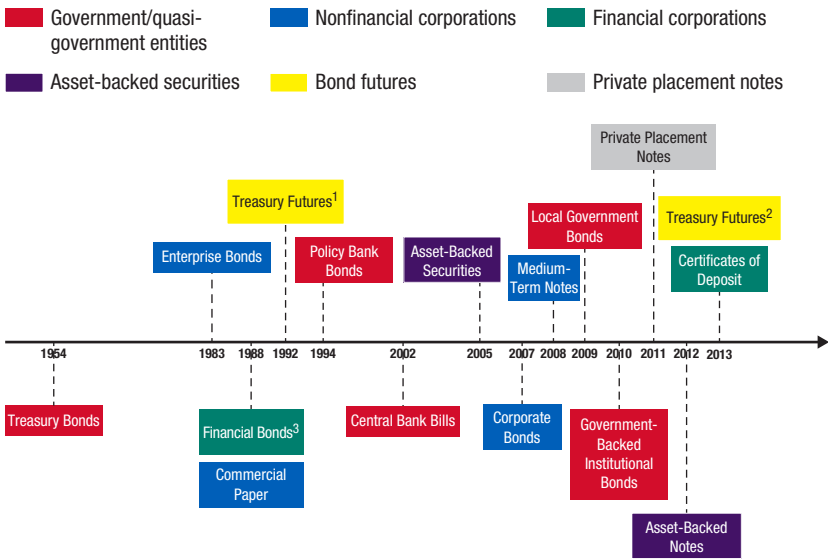 Government/quasi-
government entities
Nonfinancial corporations
Financial corporations
Asset-backed securities
Bond futures
Private placement notes
Private Placement
Notes
Treasury Futures1
Treasury Futures2
Local Government
Bonds
Enterprise Bonds
Policy Bank
Bonds
Asset-Backed
Securities
Medium-
Term Notes
Certificates of
Deposit
1954
1983
1988
1992
1994
2002
2005
2007
2008
2009
2010
2011
2012
2013
Treasury Bonds
Financial Bonds3
Commercial
Paper
Central Bank Bills
Corporate
Bonds
Government-
Backed
Institutional
Bonds
Asset-Backed
Notes